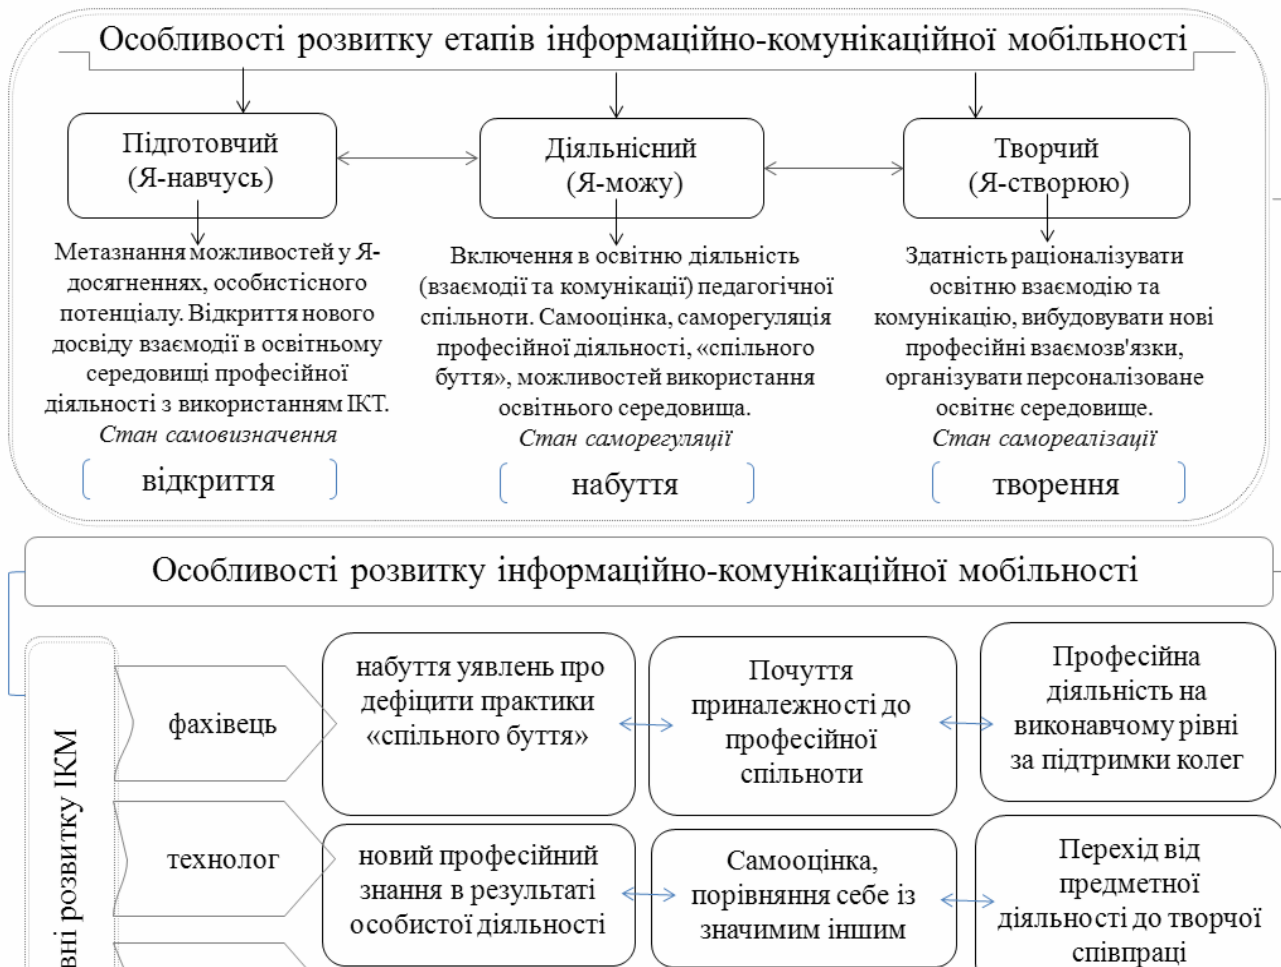 Особливості розвитку етапів інформаційно-комунікаційної мобільності
Підготовчий
(Я-навчусь)
Діяльнісний
(Я-можу)
Творчий
(Я-створюю)
Метазнання можливостей у Я-
досягненнях, особистісного
потенціалу. Відкриття нового
досвіду взаємодії в освітньому
середовищі професійної
діяльності з використанням ІКТ.
Стан самовизначення
відкриття
Включення в освітню діяльність
(взаємодії та комунікації) педагогічної
спільноти. Самооцінка, саморегуляція
професійної діяльності, «спільного
буття», можливостей використання
освітнього середовища.
Стан саморегуляції
набуття
Здатність раціоналізувати
освітню взаємодію та
комунікацію, вибудовувати нові
професійні взаємозв'язки,
організувати персоналізоване
освітнє середовище.
Стан самореалізації
творення
Особливості розвитку інформаційно-комунікаційної мобільності
вні розвитку ІКМ
фахівець
набуття уявлень про
дефіцити практики
«спільного буття»
Почуття
приналежності до
професійної
спільноти
Професійна
діяльність на
виконавчому рівні
за підтримки колег
технолог
новий професійний
знання в результаті
особистої діяльності
Самооцінка,
порівняння себе із
значимим іншим
Перехід від
предметної
діяльності до творчої
співпраці